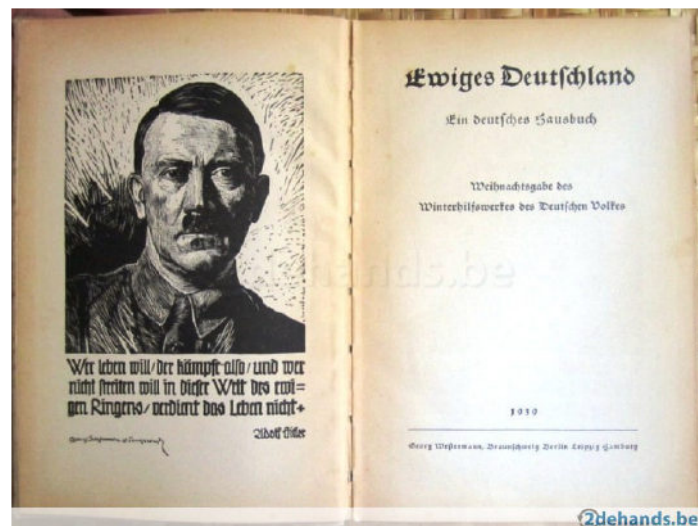 Wer leben will/der kämpfe also/und wer
nicht streiten will in dieser Welt des ewi=
gen Ringens/verdient das Leben nicht+
Adolf Hitler
Ewiges Deutschland
Ein deutsches Hausbuch
Weihnachtsgabe des
Winterhilfswerkes des Deutschen Volkes
1939
Georg Westermann, Braunschweig Berlin Leipzig Hamburg
2dehands.be
2dehands.be